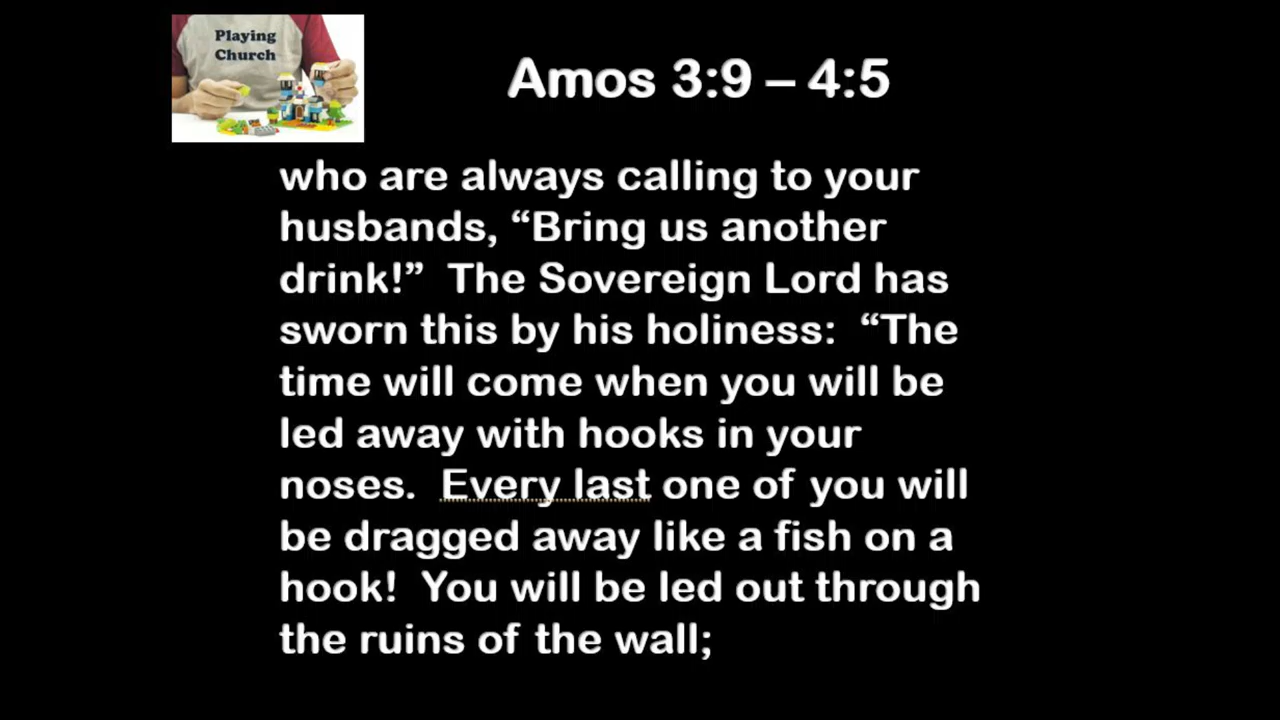 Playing
Church
Amos 3:9 – 4:5
who are always calling to your
husbands, “Bring us another
drink!”  The Sovereign Lord has
sworn this by his holiness:  “The
time will come when you will be
led away with hooks in your
noses.  Every last one of you will
be dragged away like a fish on a
hook!  You will be led out through
the ruins of the wall;